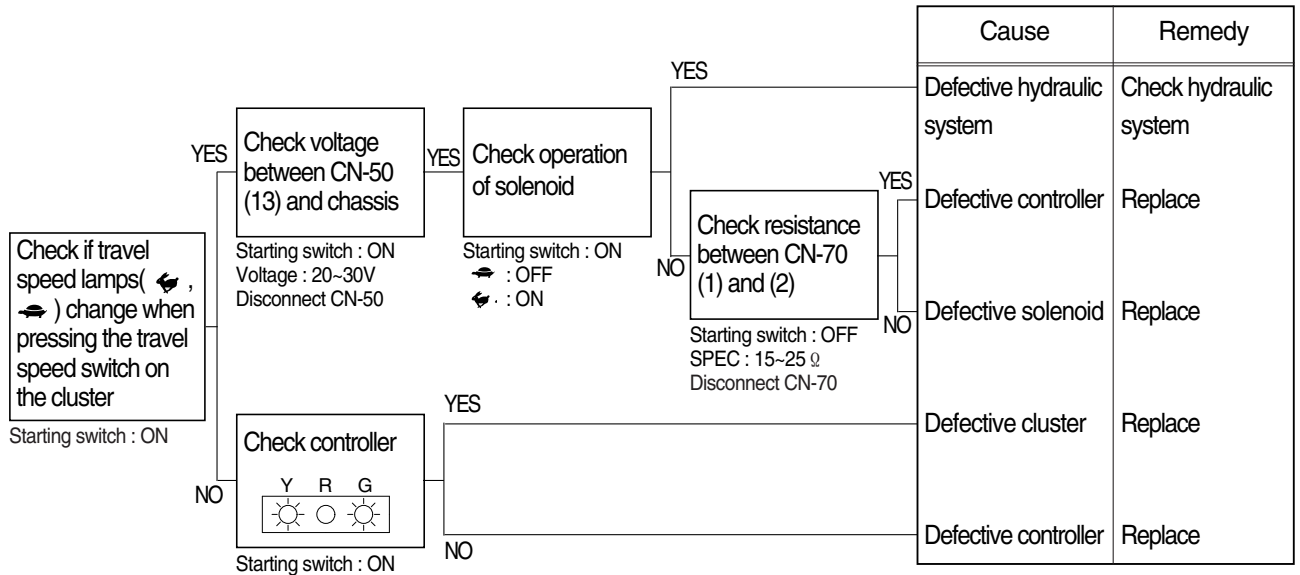 Cause Remedy
YES
Defective hydraulic Check hydraulic
system system
YES
Check voltage
between CN-50
(13) and chassis
YES
Check operation
of solenoid
Starting switch : ON
Voltage : 20~30V
Disconnect CN-50
Starting switch : ON
: OFF
: ON
NO
Check resistance
between CN-70
(1) and (2)
YES
Defective controller Replace
NO
Defective solenoid Replace
Starting switch : OFF
SPEC : 15~25 Ω
Disconnect CN-70
Check if travel
speed lamps( ,
) change when
pressing the travel
speed switch on
the cluster
Starting switch : ON
NO
Check controller
Y R G
Starting switch : ON
YES
Defective cluster Replace
NO
Defective controller Replace